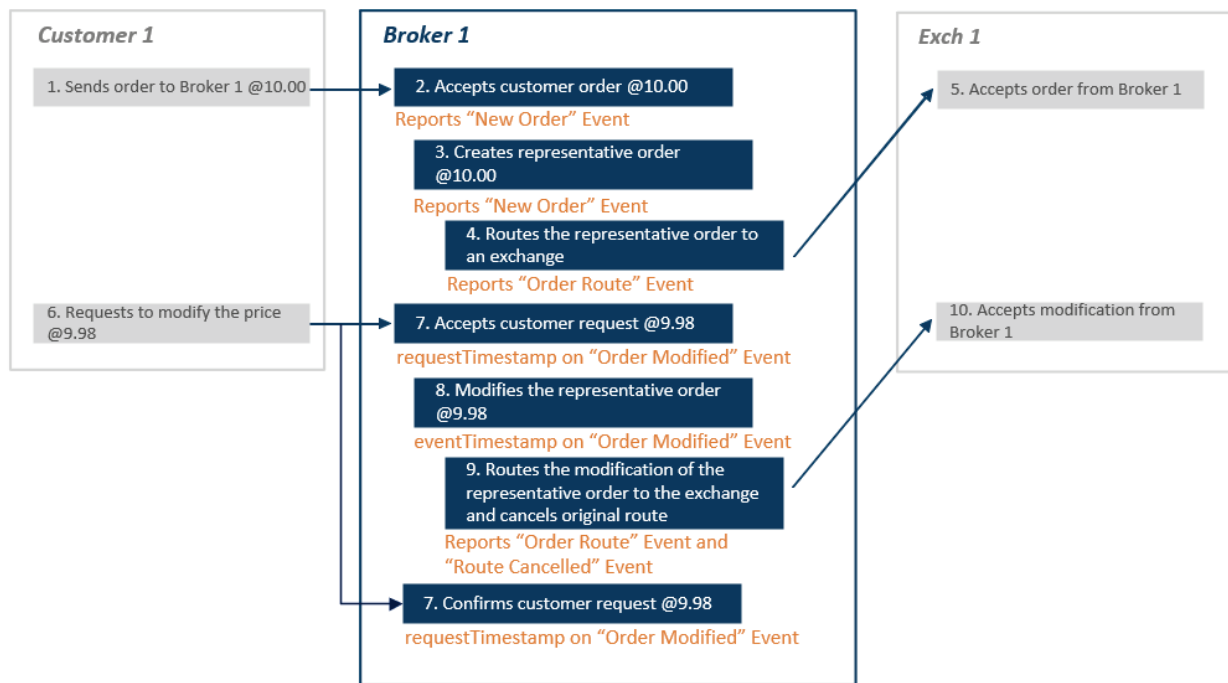 Customer 1
1. Sends order to Broker 1 @10.00
6. Requests to modify the price
@9.98
Broker 1
2. Accepts customer order @10.00
Reports “New Order” Event
3. Creates representative order
@10.00
Reports “New Order” Event
4. Routes the representative order to
an exchange
Reports “Order Route” Event
7. Accepts customer request @9.98
requestTimestamp on “Order Modified” Event
8. Modifies the representative order
@9.98
eventTimestamp on “Order Modified” Event
9. Routes the modification of the
representative order to the exchange
and cancels original route
Reports “Order Route” Event and
“Route Cancelled” Event
7. Confirms customer request @9.98
requestTimestamp on “Order Modified” Event
Exch 1
5. Accepts order from Broker 1
10. Accepts modification from
Broker 1